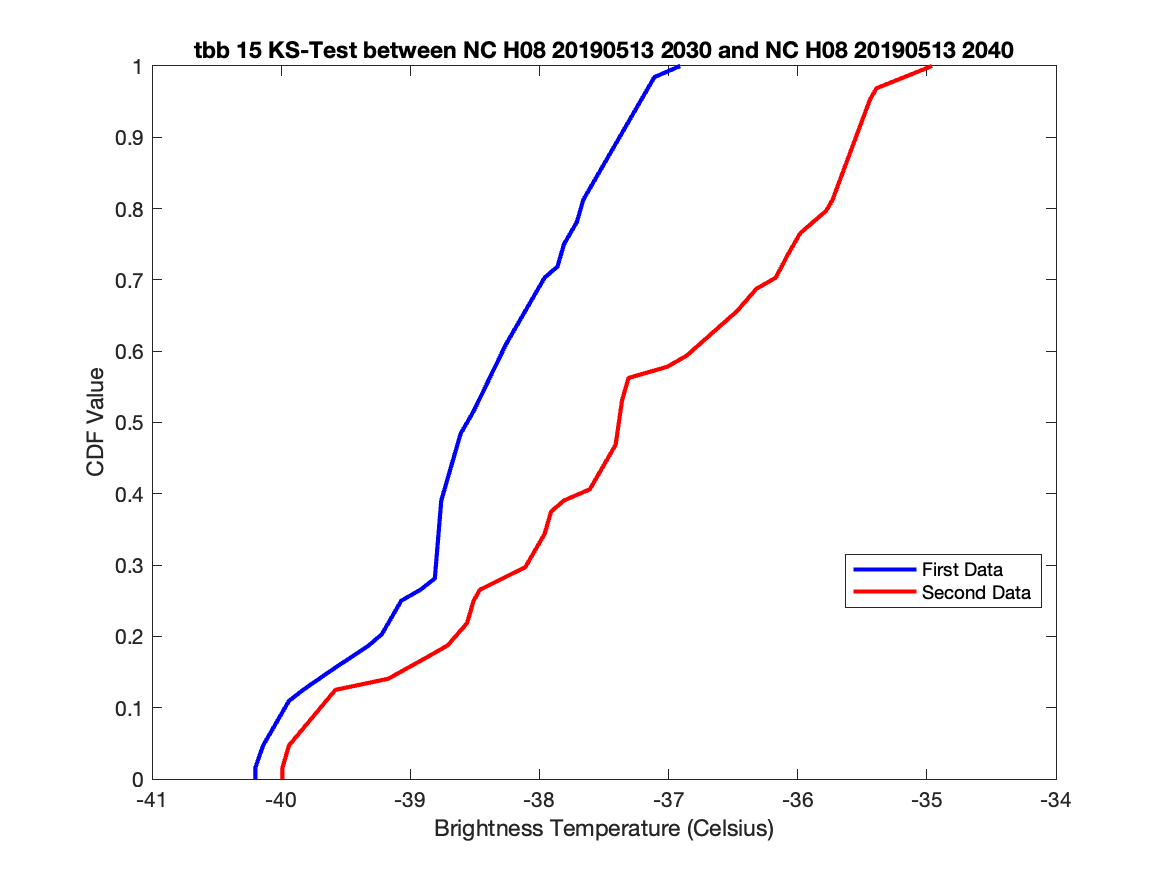 tbb 15 KS-Test between NC H08 20190513 2030 and NC H08 20190513 2040
1
0.9
0.8
0.7
0.6
0.5
0.4
0.3
0.2
0.1
0
CDF Value
First Data
Second Data
-41 -40 -39 -38 -37 -36 -35 -34
Brightness Temperature (Celsius)